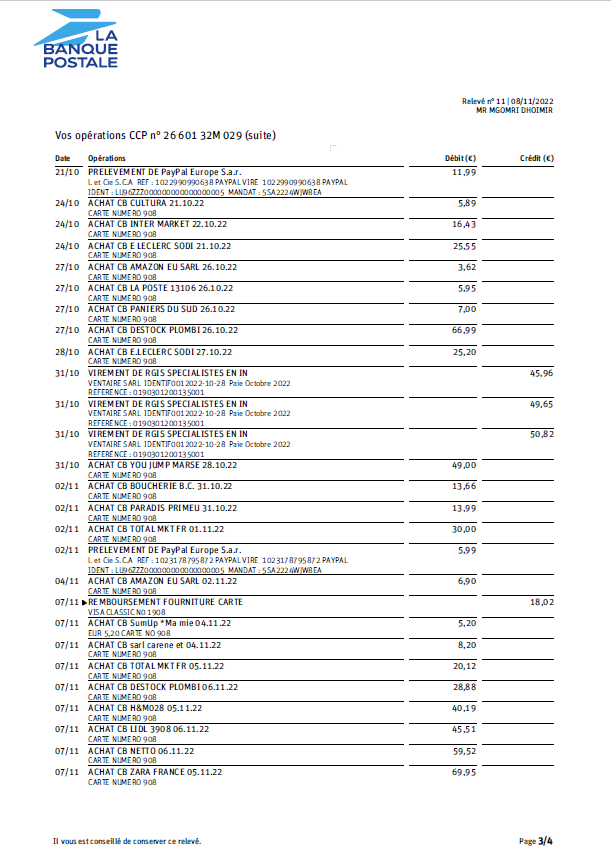 LA
BANQUE
POSTALE
Relevé n° 11 | 08/11/2022
MR MGOMRI DHOIMIR
Vos opérations CCP n° 26 601 32M 029 (suite)
Date Opérations Débit (€) Crédit (€)
21/10 PRELEVEMENT DE PayPal Europe S.a.r. 11,99
l. et Cie S.C.A REF : 1022990990638 PAYPAL VIRE 1022990990638 PAYPAL
IDENT : LU96ZZZ0000000000000000005 MANDAT : 5SA2224WJW8EA
24/10 ACHAT CB CULTURA 21.10.22 5,89
CARTE NUMERO 908
24/10 ACHAT CB INTER MARKET 22.10.22 16,43
CARTE NUMERO 908
24/10 ACHAT CB E LECLERC SODI 21.10.22 25,55
CARTE NUMERO 908
27/10 ACHAT CB AMAZON EU SARL 26.10.22 3,62
CARTE NUMERO 908
27/10 ACHAT CB LA POSTE 13106 26.10.22 5,95
CARTE NUMERO 908
27/10 ACHAT CB PANIERS DU SUD 26.10.22 7,00
CARTE NUMERO 908
27/10 ACHAT CB DESTOCK PLOMBI 26.10.22 66,99
CARTE NUMERO 908
28/10 ACHAT CB E.LECLERC SODI 27.10.22 25,20
CARTE NUMERO 908
31/10 VIREMENT DE RGIS SPECIALISTES EN IN 45,96
VENTAIRE SARL IDENTIF001 2022-10-28 Paie Octobre 2022
REFERENCE : 0190301200135001
31/10 VIREMENT DE RGIS SPECIALISTES EN IN 49,65
VENTAIRE SARL IDENTIF001 2022-10-28 Paie Octobre 2022
REFERENCE : 0190301200135001
31/10 VIREMENT DE RGIS SPECIALISTES EN IN 50,82
VENTAIRE SARL IDENTIF001 2022-10-28 Paie Octobre 2022
REFERENCE : 0190301200135001
31/10 ACHAT CB YOU JUMP MARSE 28.10.22 49,00
CARTE NUMERO 908
02/11 ACHAT CB BOUCHERIE B.C. 31.10.22 13,66
CARTE NUMERO 908
02/11 ACHAT CB PARADIS PRIMEU 31.10.22 13,99
CARTE NUMERO 908
02/11 ACHAT CB TOTAL MKT FR 01.11.22 30,00
CARTE NUMERO 908
02/11 PRELEVEMENT DE PayPal Europe S.a.r. 5,99
l. et Cie S.C.A REF : 1023178795872 PAYPAL VIRE 1023178795872 PAYPAL
IDENT : LU96ZZZ0000000000000000005 MANDAT : 5SA2224WJW8EA
04/11 ACHAT CB AMAZON EU SARL 02.11.22 6,90
CARTE NUMERO 908
07/11 ▶REMBOURSEMENT FOURNITURE CARTE 18,02
VISA CLASSIC N0 1908
07/11 ACHAT CB SumUp *Ma mie 04.11.22 5,20
EUR 5,20 CARTE NO 908
07/11 ACHAT CB sarl carene et 04.11.22 8,20
CARTE NUMERO 908
07/11 ACHAT CB TOTAL MKT FR 05.11.22 20,12
CARTE NUMERO 908
07/11 ACHAT CB DESTOCK PLOMBI 06.11.22 28,88
CARTE NUMERO 908
07/11 ACHAT CB H&M028 05.11.22 40,19
CARTE NUMERO 908
07/11 ACHAT CB LIDL 3908 06.11.22 45,51
CARTE NUMERO 908
07/11 ACHAT CB NETTO 06.11.22 59,52
CARTE NUMERO 908
07/11 ACHAT CB ZARA FRANCE 05.11.22 69,95
CARTE NUMERO 908
Il vous est conseillé de conserver ce relevé. Page 3/4